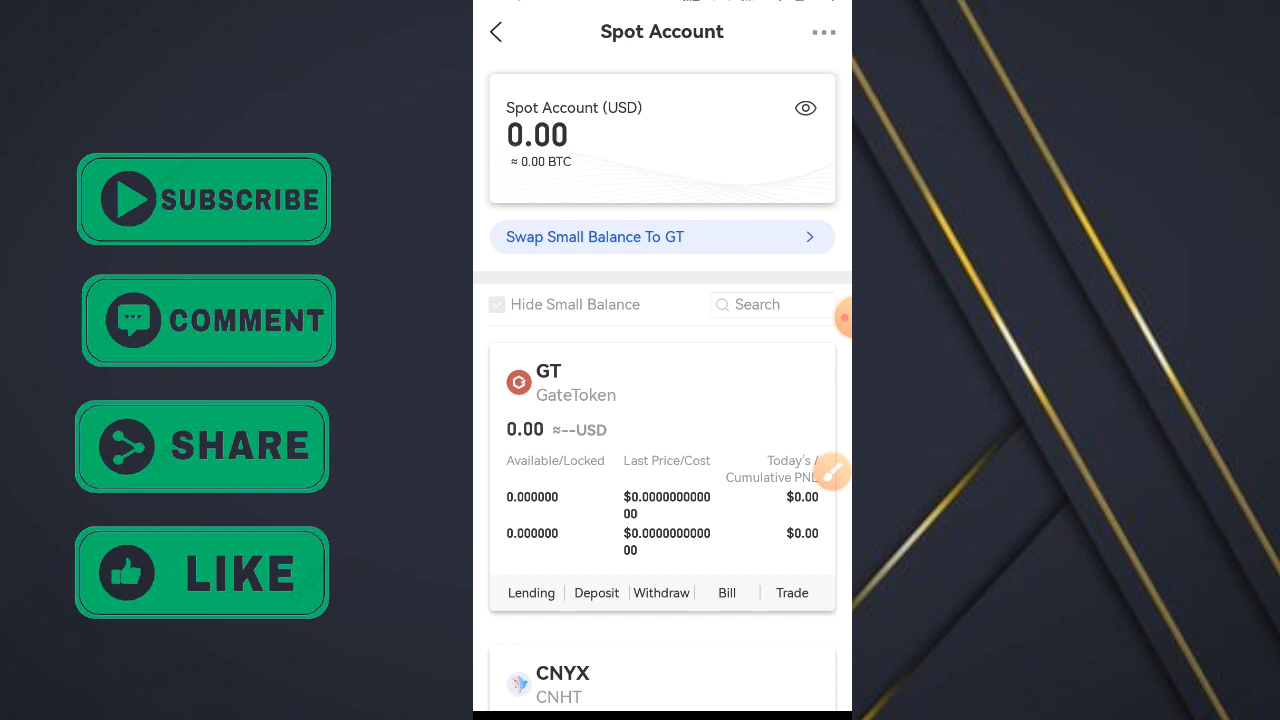 SUBSCRIBE
COMMENT
SHARE
LIKE
Spot Account
Spot Account (USD)
0.00
≈ 0.00 BTC
Swap Small Balance To GT
Hide Small Balance
Search
GT
GateToken
0.00 ≈--USD
Available/Locked Last Price/Cost Today's /
Cumulative PNL
0.000000 $0.0000000000 $0.00
00
0.000000 $0.0000000000 $0.00
00
Lending Deposit Withdraw Bill Trade
CNYX
CNHT